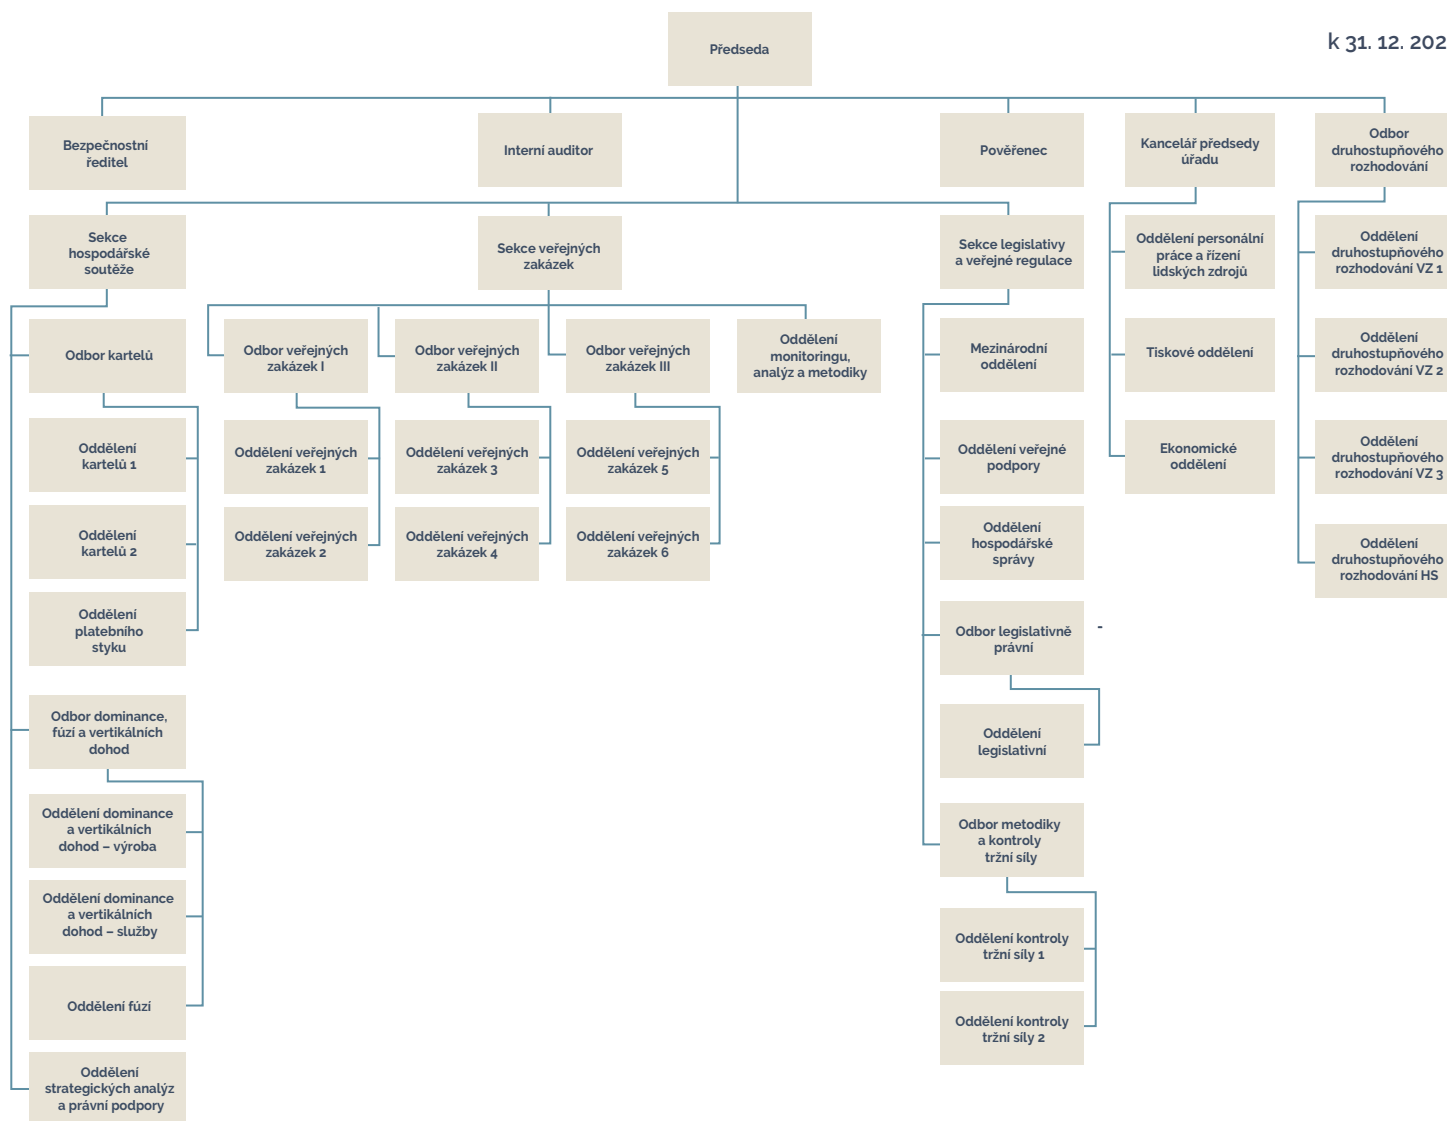 Předseda
k 31. 12. 202
Bezpečnostní
ředitel
Interní auditor
Pověřenec
Kancelář předsedy
úřadu
Odbor
druhostupňového
rozhodování
Sekce
hospodářské
soutěže
Sekce veřejných
zakázek
Sekce legislativy
a veřejné regulace
Oddělení personální
práce a řízení
lidských zdrojů
Oddělení
druhostupňového
rozhodování VZ 1
Odbor kartelů
Odbor veřejných
zakázek I
Odbor veřejných
zakázek II
Odbor veřejných
zakázek III
Oddělení
monitoringu,
analýz a metodiky
Mezinárodní
oddělení
Tiskové oddělení
Oddělení
druhostupňového
rozhodování VZ 2
Oddělení
kartelů 1
Oddělení veřejných
zakázek 1
Oddělení veřejných
zakázek 3
Oddělení veřejných
zakázek 5
Oddělení veřejné
podpory
Ekonomické
oddělení
Oddělení
druhostupňového
rozhodování VZ 3
Oddělení
kartelů 2
Oddělení veřejných
zakázek 2
Oddělení veřejných
zakázek 4
Oddělení veřejných
zakázek 6
Oddělení
hospodářské
správy
Oddělení
druhostupňového
rozhodování HS
Oddělení
platebního
styku
Odbor legislativně
právní
-
Odbor dominance,
fúzí a vertikálních
dohod
Oddělení
legislativní
Oddělení dominance
a vertikálních
dohod – výroba
Odbor metodiky
a kontroly
tržní síly
Oddělení dominance
a vertikálních
dohod – služby
Oddělení kontroly
tržní síly 1
Oddělení fúzí
Oddělení kontroly
tržní síly 2
Oddělení
strategických analýz
a právní podpory